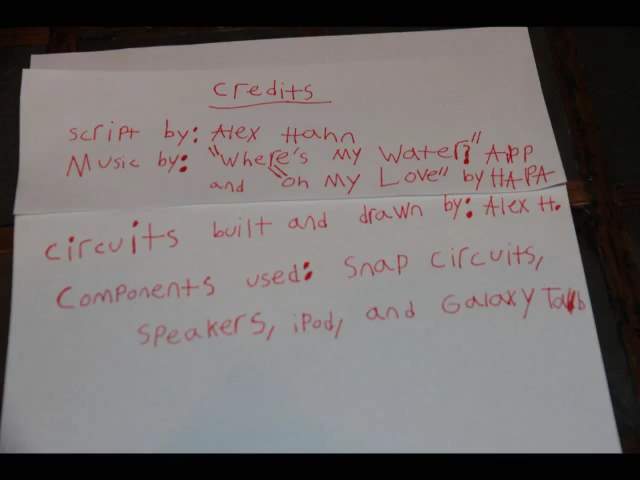 Credits
script by: Alex Hahn
Music by: "Where's My Water?" App
and "Oh My Love" by HAPA
circuits built and drawn by: Alex H.
Components used: Snap circuits,
speakers, iPod, and Galaxy Tab